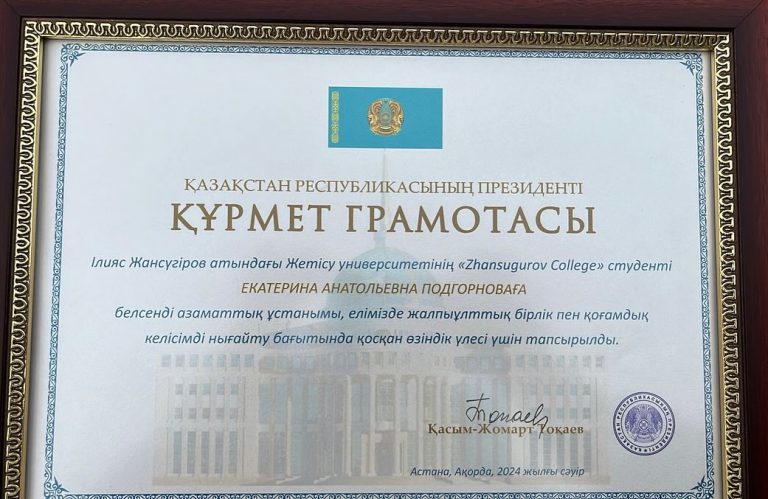 ҚАЗАҚСТАН РЕСПУБЛИКАСЫНЫҢ ПРЕЗИДЕНТІ
ҚҰРМЕТ ГРАМОТАСЫ
Ілияс Жансүгіров атындағы Жетісу университетінің «Zhansugurov College» студенті
ЕКАТЕРИНА АНАТОЛЬЕВНА ПОДГОРНОВАҒА
белсенді азаматтық ұстанымы, елімізде жалпыұлттық бірлік пен қоғамдық
келісімді нығайту бағытында қосқан өзіндік үлесі үшін тапсырылды.
Қасым-Жомарт Тоқаев
Астана, Ақорда, 2024 жылғы сәуір